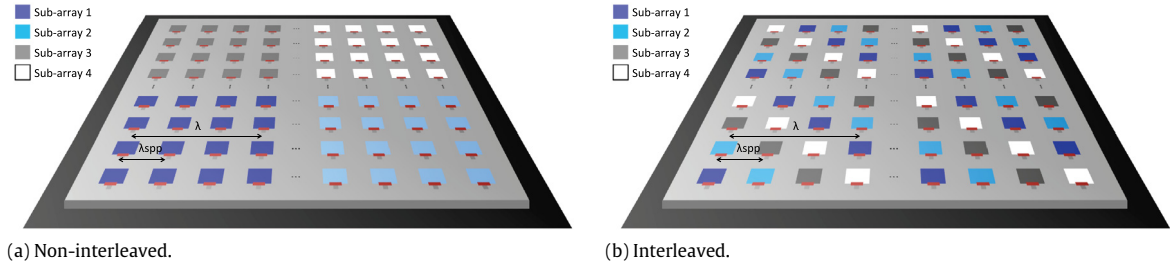 Sub-array 1
Sub-array 2
Sub-array 3
Sub-array 4
λ
λspp
(a) Non-interleaved.
Sub-array 1
Sub-array 2
Sub-array 3
Sub-array 4
λ
λspp
(b) Interleaved.